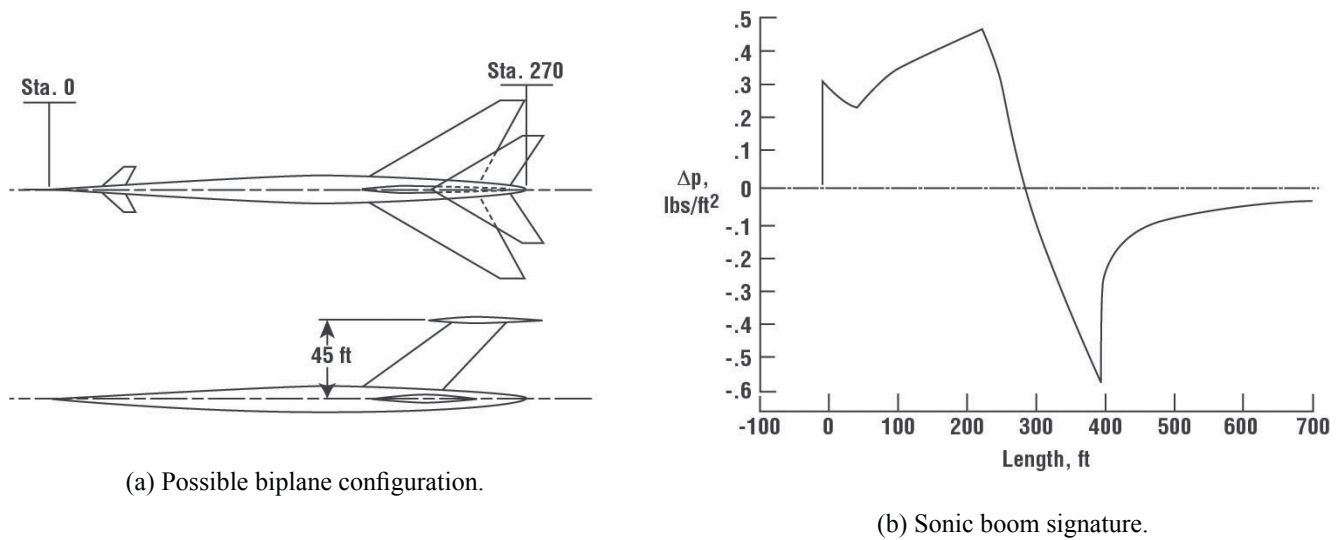 Sta. 0
Sta. 270
45 ft
(a) Possible biplane configuration.
.5
.4
.3
.2
.1
0
-.1
-.2
-.3
-.4
-.5
-.6
Δp,
lbs/ft²
-100 0 100 200 300 400 500 600 700
Length, ft
(b) Sonic boom signature.